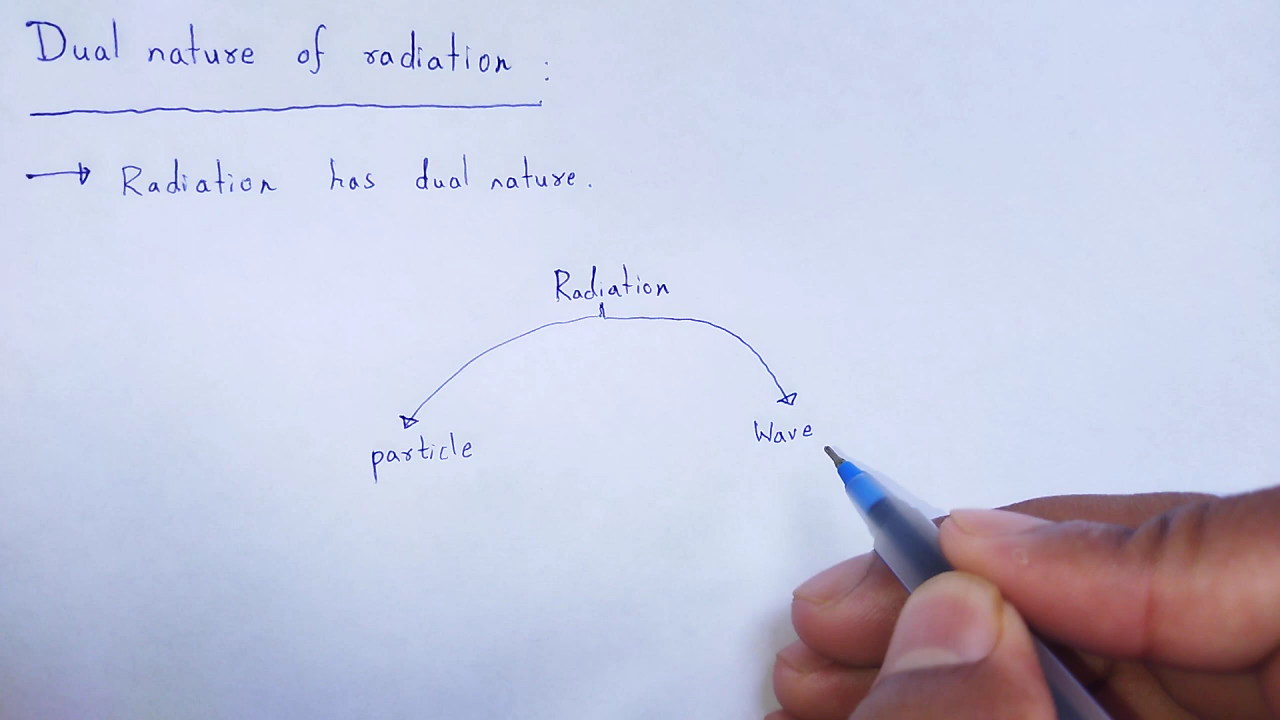 Dual nature of radiation :
→ Radiation has dual nature.
Radiation
particle
Wave